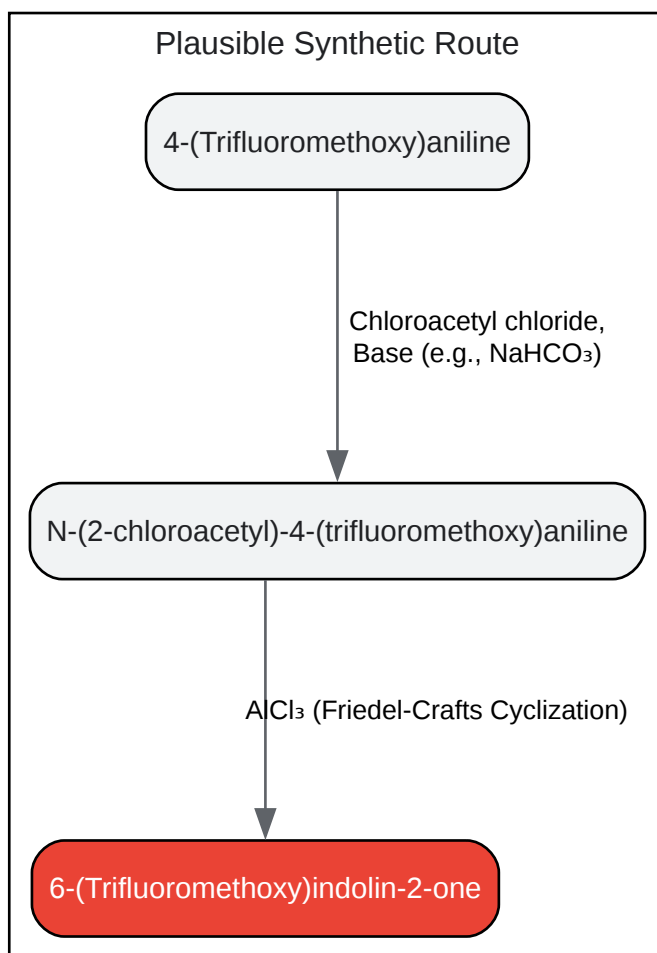 Plausible Synthetic Route
4-(Trifluoromethoxy)aniline
Chloroacetyl chloride,
Base (e.g., NaHCO₃)
N-(2-chloroacetyl)-4-(trifluoromethoxy)aniline
AlCl₃ (Friedel-Crafts Cyclization)
6-(Trifluoromethoxy)indolin-2-one